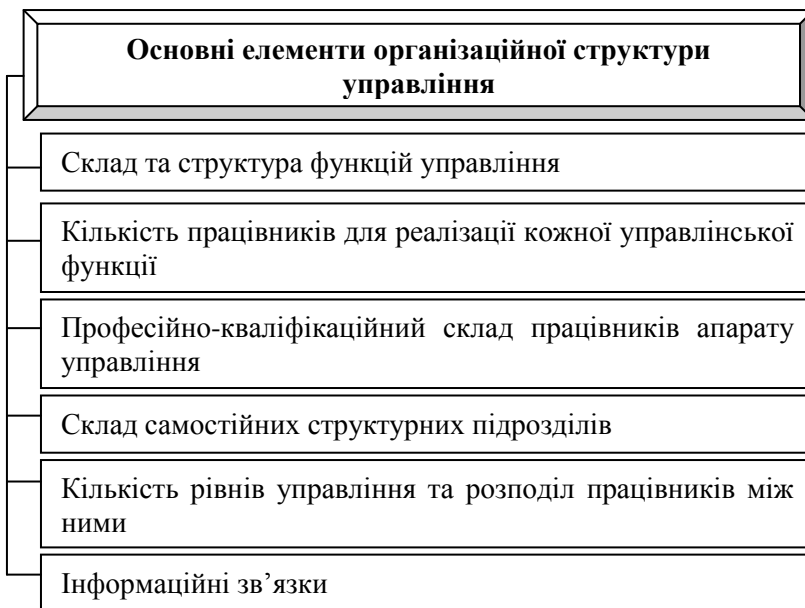 Основні елементи організаційної структури
управління
Склад та структура функцій управління
Кількість працівників для реалізації кожної управлінської
функції
Професійно-кваліфікаційний склад працівників апарату
управління
Склад самостійних структурних підрозділів
Кількість рівнів управління та розподіл працівників між
ними
Інформаційні зв’язки